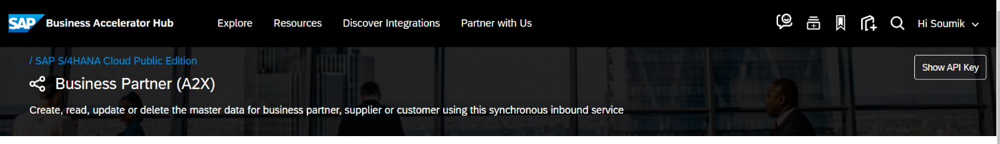 SAP Business Accelerator Hub Explore Resources Discover Integrations Partner with Us Hi Soumik
/ SAP S/4HANA Cloud Public Edition
Show API Key
Business Partner (A2X)
Create, read, update or delete the master data for business partner, supplier or customer using this synchronous inbound service